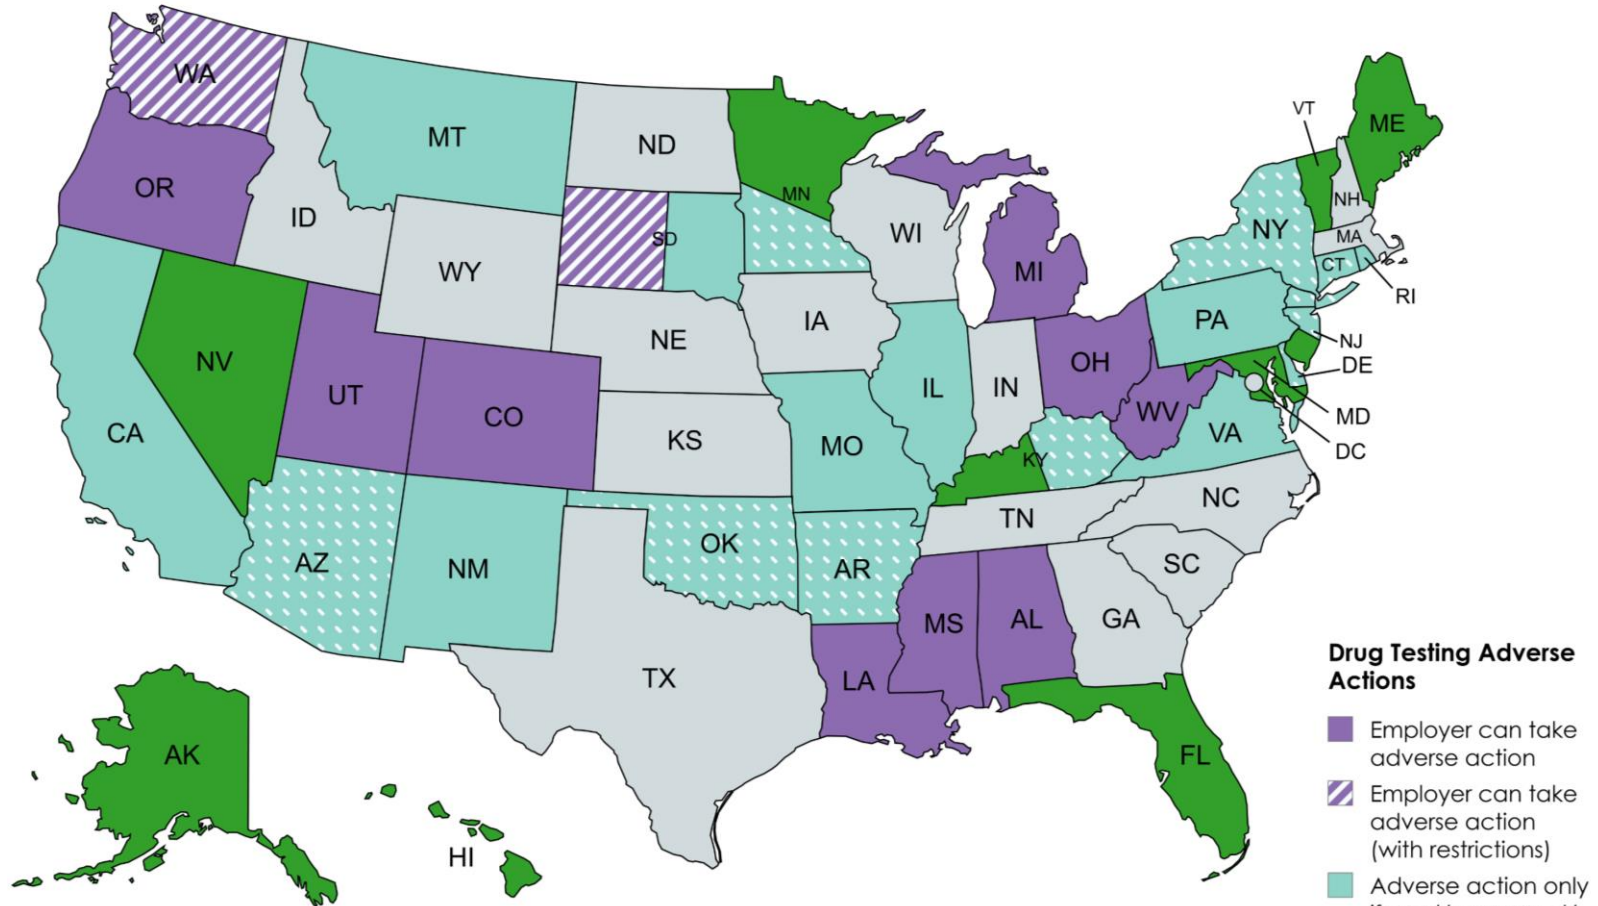 WA
MT
ND
MN
OR
ID
SD
WY
WI
MI
VT
ME
NH
NY
MA
CT
RI
NV
UT
CO
NE
IA
PA
NJ
DE
OH
IL
IN
WV
MD
DC
CA
KS
MO
KY
VA
NC
TN
AZ
NM
OK
AR
SC
MS
AL
GA
TX
LA
FL
AK
HI
Drug Testing Adverse
Actions
Employer can take
adverse action
Employer can take
adverse action
(with restrictions)
Adverse action only